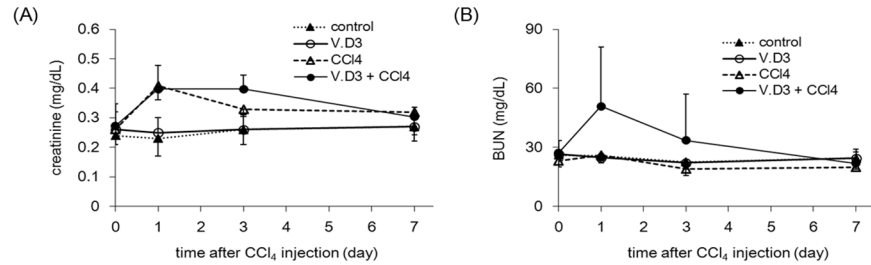 (A)
creatinine (mg/dL)
0.6
0.5
0.4
0.3
0.2
0.1
0
0 1 2 3 4 5 6 7
time after CCl4 injection (day)
control
V.D3
CCl4
V.D3 + CCl4
(B)
BUN (mg/dL)
90
60
30
0
0 1 2 3 4 5 6 7
time after CCl4 injection (day)
control
V.D3
CCl4
V.D3 + CCl4